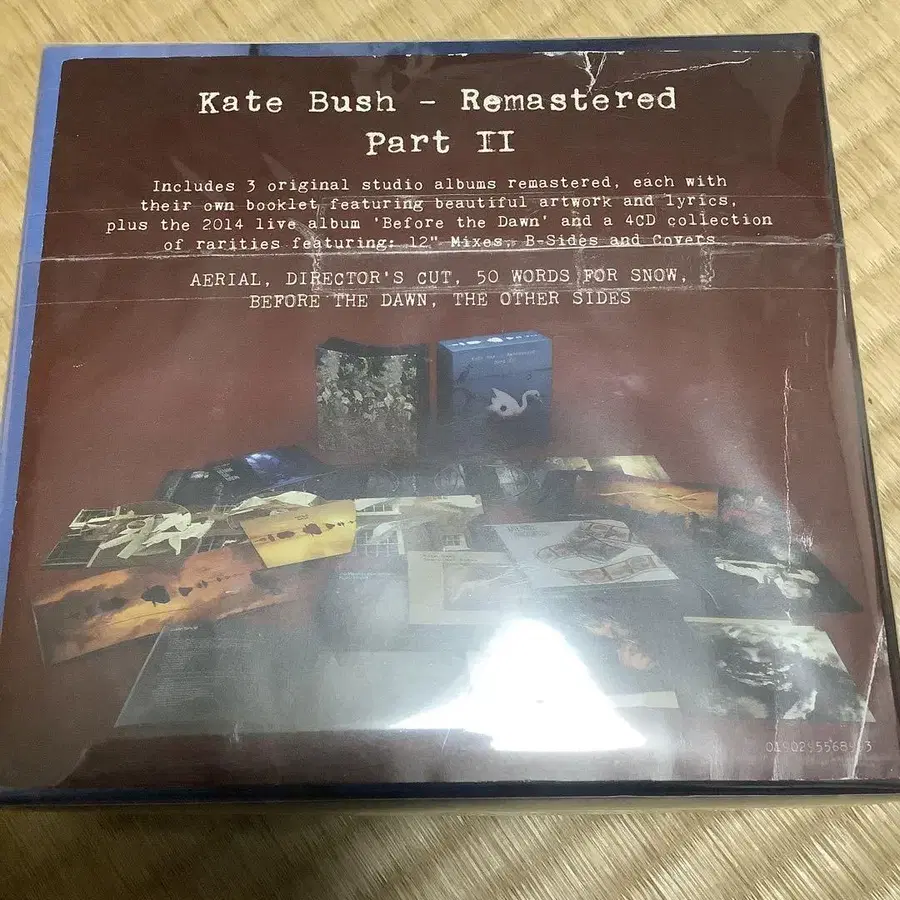 Kate Bush - Remastered
Part II
Includes 3 original studio albums remastered, each with
their own booklet featuring beautiful artwork and lyrics,
plus the 2014 live album 'Before the Dawn' and a 4CD collection
of rarities featuring: 12" Mixes, B-Sides and Covers
AERIAL, DIRECTOR'S CUT, 50 WORDS FOR SNOW,
BEFORE THE DAWN, THE OTHER SIDES